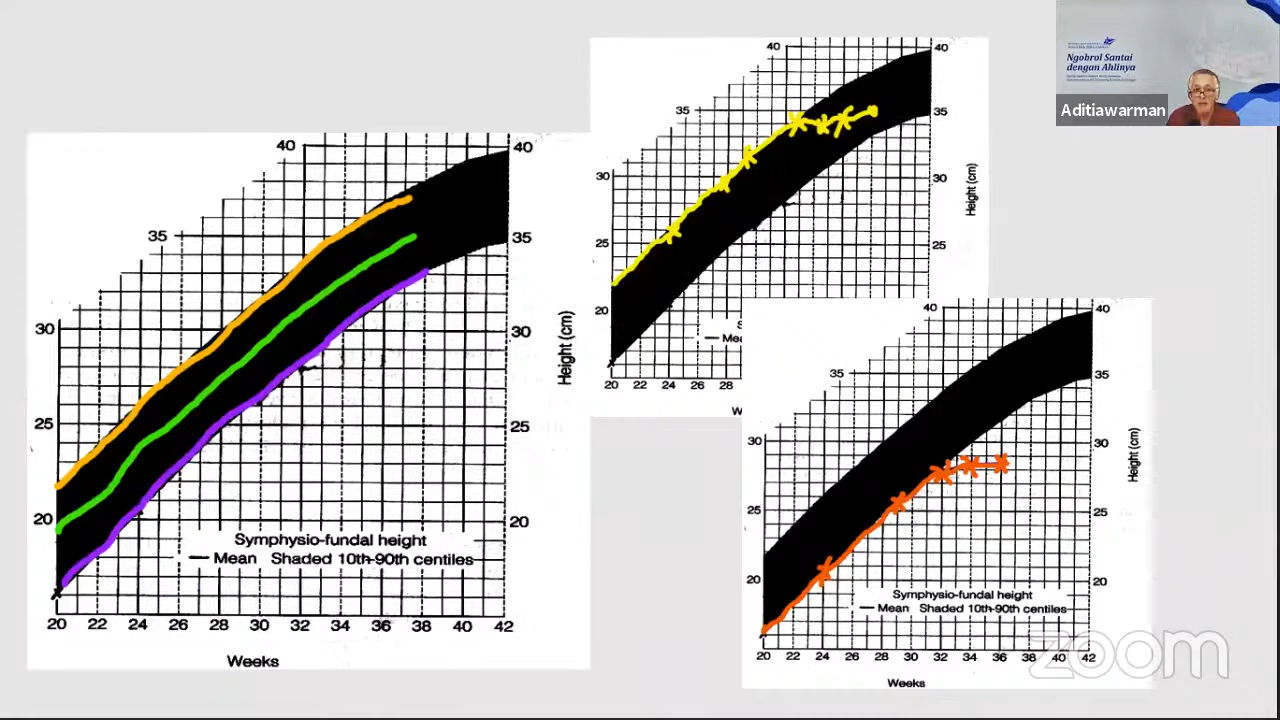 40
40
35
35
30
30
Height (cm)
25
25
20
20
Symphysio-fundal height
Mean Shaded 10th-90th centiles
20 22 24 26 28 30 32 34 36 38 40 42
Weeks
40
40
35
35
30
30
Height (cm)
25
25
20
20 22 24 26 28
40
40
35
35
30
30
Height (cm)
25
25
20
20
Symphysio-fundal height
Mean Shaded 10th-90th centiles
20 22 24 26 28 30 32 34 36 38 40 42
Weeks
Ngobrol Santai
dengan Ahlinya
Aditiawarman
zoom